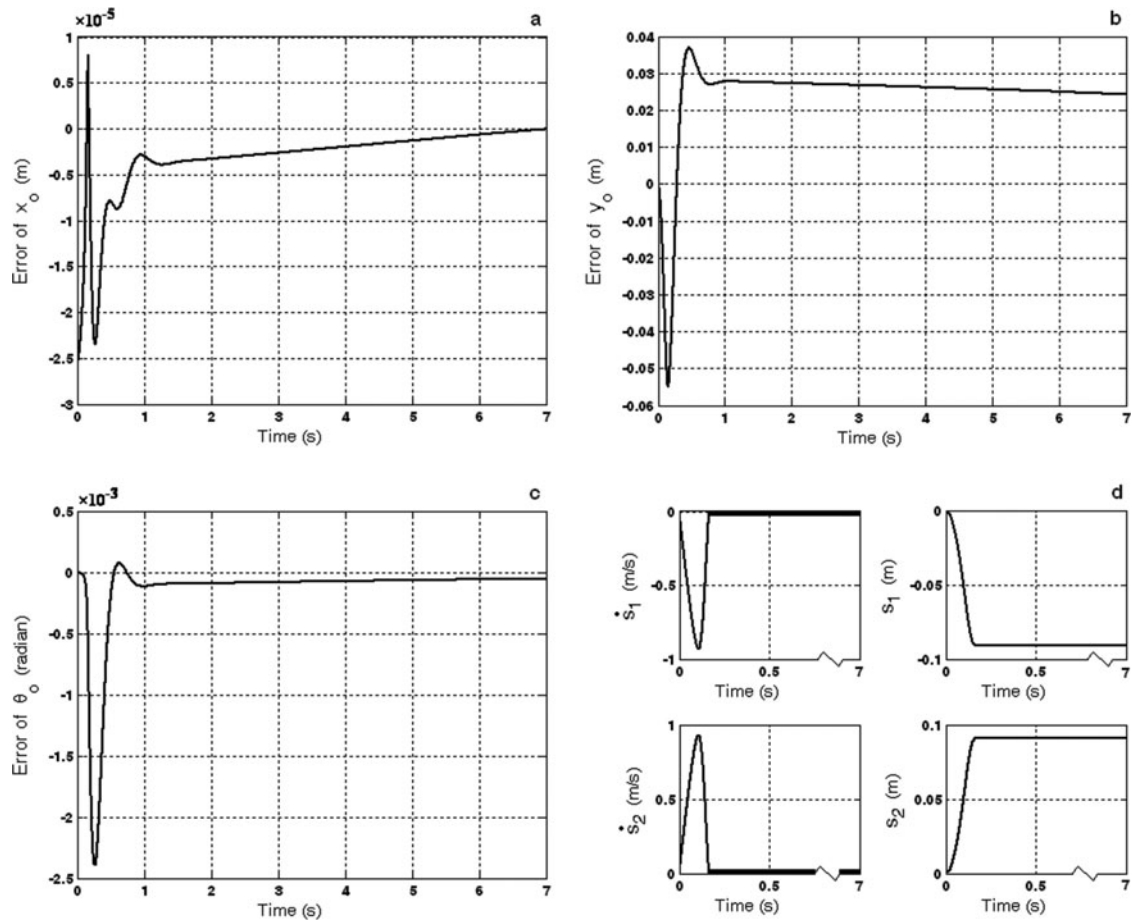 ×10⁻⁵
a
1
0.5
0
-0.5
-1
-1.5
-2
-2.5
-3
Error of x_o (m)
0 1 2 3 4 5 6 7
Time (s)
b
0.04
0.03
0.02
0.01
0
-0.01
-0.02
-0.03
-0.04
-0.05
-0.06
Error of y_o (m)
0 1 2 3 4 5 6 7
Time (s)
×10⁻³
c
0.5
0
-0.5
-1
-1.5
-2
-2.5
Error of θ_o (radian)
0 1 2 3 4 5 6 7
Time (s)
d
0
-0.5
-1
ṡ₁ (m/s)
0 0.5 7
Time (s)
0
-0.05
-0.1
s₁ (m)
0 0.5 7
Time (s)
1
0.5
0
ṡ₂ (m/s)
0 0.5 7
Time (s)
0.1
0.05
0
s₂ (m)
0 0.5 7
Time (s)